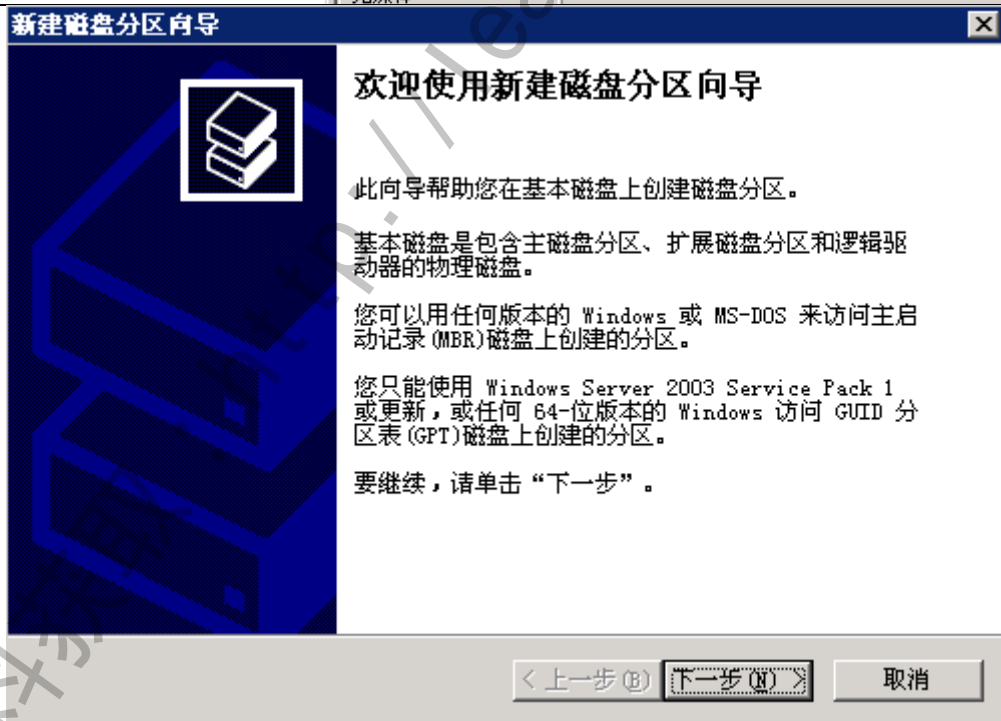 新建磁盘分区向导
欢迎使用新建磁盘分区向导
此向导帮助您在基本磁盘上创建磁盘分区。
基本磁盘是包含主磁盘分区、扩展磁盘分区和逻辑驱
动器的物理磁盘。
您可以用任何版本的 Windows 或 MS-DOS 来访问主启
动记录(MBR)磁盘上创建的分区。
您只能使用 Windows Server 2003 Service Pack 1
或更新，或任何 64-位版本的 Windows 访问 GUID 分
区表(GPT)磁盘上创建的分区。
要继续，请单击“下一步”。
< 上一步(B)
下一步(N) >
取消